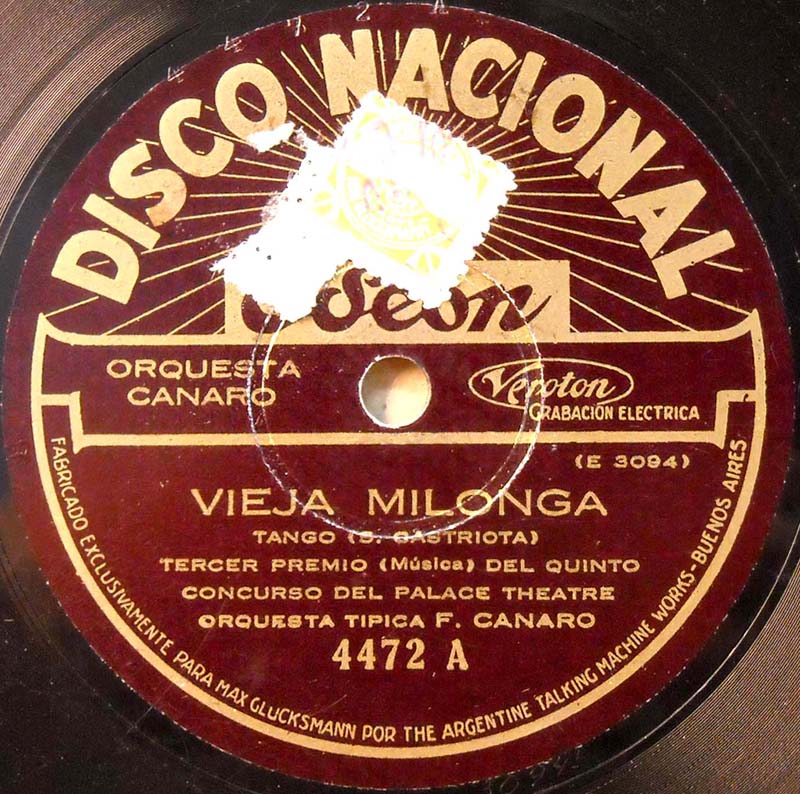 4472 A
DISCO NACIONAL
Odeon
ORQUESTA
CANARO
Veroton
GRABACION ELECTRICA
(E 3094)
VIEJA MILONGA
TANGO (S. CASTRIOTA)
TERCER PREMIO (Música) DEL QUINTO
CONCURSO DEL PALACE THEATRE
ORQUESTA TIPICA F. CANARO
4472 A
FABRICADO EXCLUSIVAMENTE PARA MAX GLUCKSMANN POR THE ARGENTINE TALKING MACHINE WORKS-BUENOS AIRES